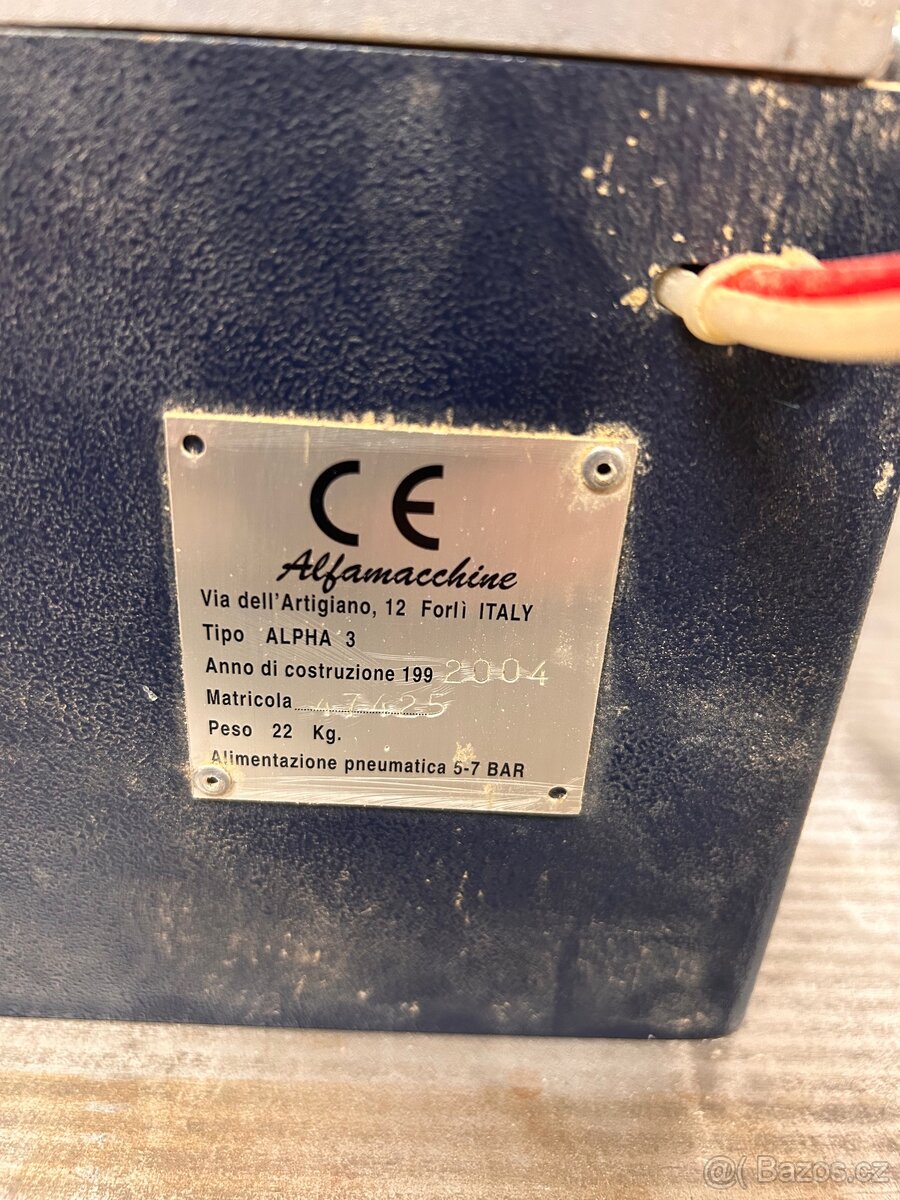 CE
Alfamacchine
Via dell'Artigiano, 12 Forlì ITALY
Tipo ALPHA 3
Anno di costruzione 199 2004
Matricola 47425
Peso 22 Kg.
Alimentazione pneumatica 5-7 BAR
@( Bazos.cz